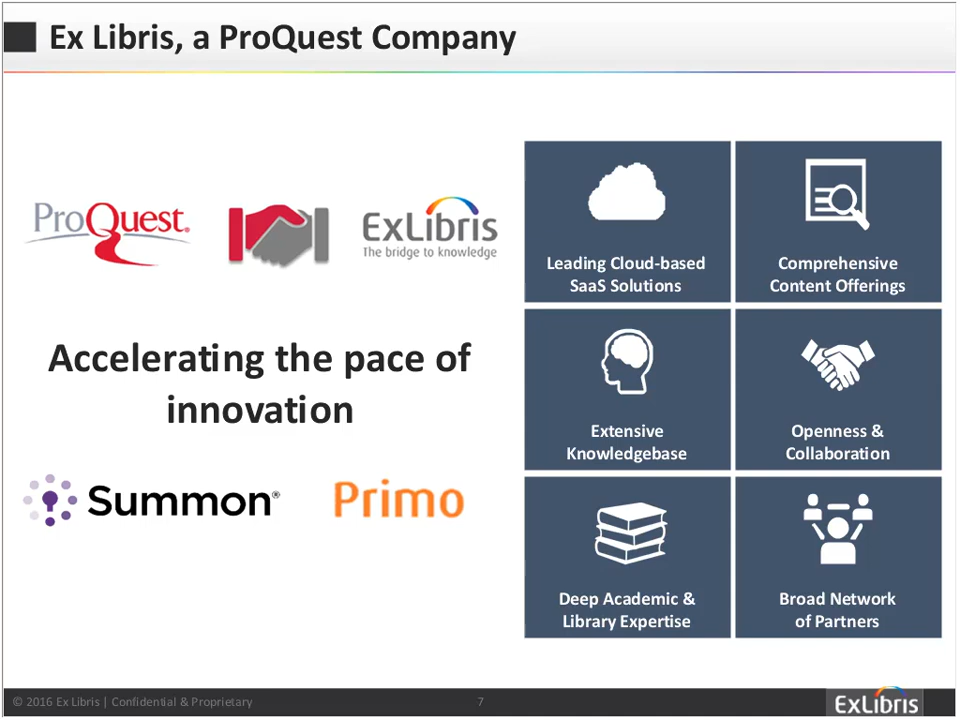 Ex Libris, a ProQuest Company
ProQuest®
ExLibris
The bridge to knowledge
Accelerating the pace of
innovation
Summon®
Primo
Leading Cloud-based
SaaS Solutions
Comprehensive
Content Offerings
Extensive
Knowledgebase
Openness &
Collaboration
Deep Academic &
Library Expertise
Broad Network
of Partners
© 2016 Ex Libris | Confidential & Proprietary
7
ExLibris